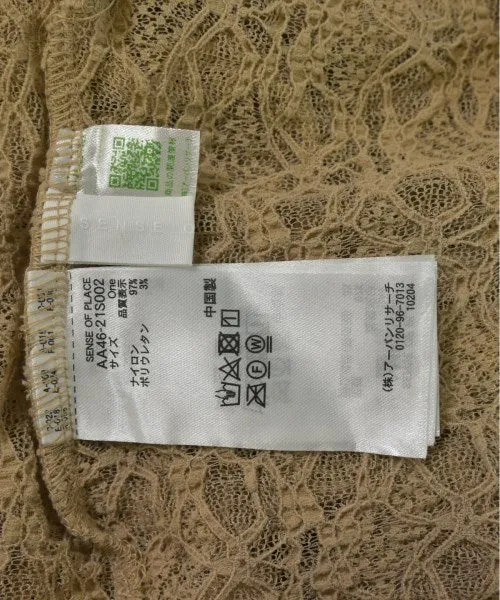 SENSE OF PLACE
AA46-21S002
サイズ One
品質表示
ナイロン 97%
ポリウレタン 3%
中国製
(株)アーバンリサーチ
0120-96-7013
10204